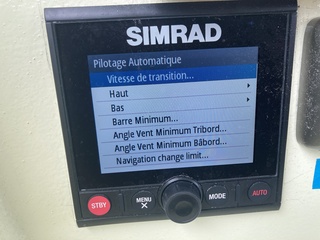 SIMRAD
Pilotage Automatique
Vitesse de transition...
Haut
Bas
Barre Minimum...
Angle Vent Minimum Tribord...
Angle Vent Minimum Bâbord...
Navigation change limit...
STBY
MENU
X
MODE
AUTO